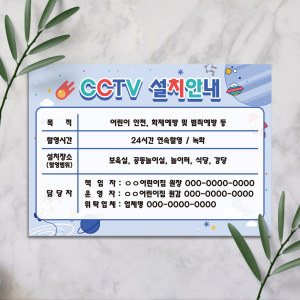 CCTV 설치안내
목 적 어린이 안전, 화재예방 및 범죄예방 등
촬영시간 24시간 연속촬영 / 녹화
설치장소
(촬영범위) 보육실, 공동놀이실, 놀이터, 식당, 강당
담당자
책 임 자 : ㅇㅇ어린이집 원장 000-0000-0000
운 영 자 : ㅇㅇ어린이집 원감 000-0000-0000
위탁업체 : 업체명 000-0000-0000